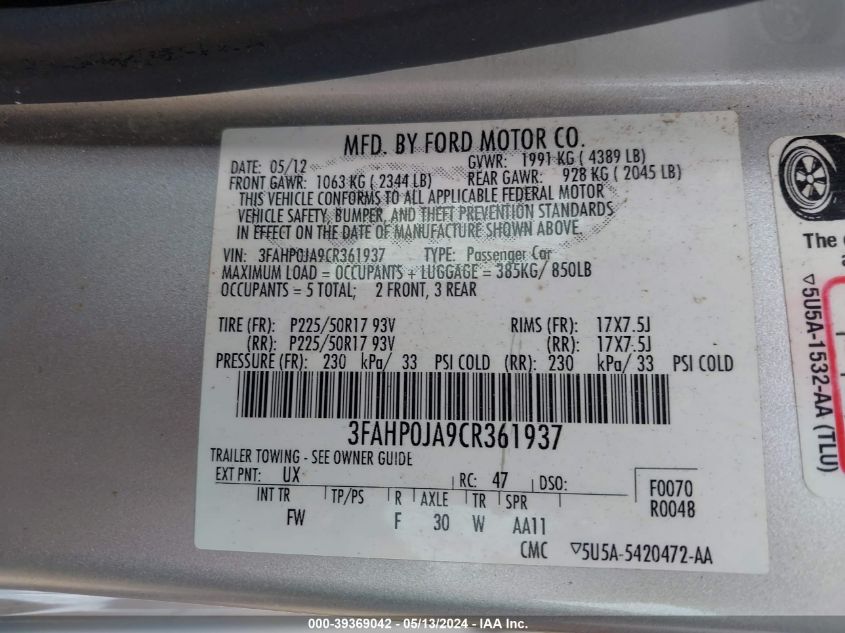 MFD. BY FORD MOTOR CO.
DATE: 05/12 GVWR: 1991 KG ( 4389 LB)
FRONT GAWR: 1063 KG ( 2344 LB) REAR GAWR: 928 KG ( 2045 LB)
THIS VEHICLE CONFORMS TO ALL APPLICABLE FEDERAL MOTOR
VEHICLE SAFETY, BUMPER, AND THEFT PREVENTION STANDARDS
IN EFFECT ON THE DATE OF MANUFACTURE SHOWN ABOVE.
VIN: 3FAHP0JA9CR361937 TYPE: Passenger Car
MAXIMUM LOAD = OCCUPANTS + LUGGAGE = 385KG/ 850LB
OCCUPANTS = 5 TOTAL; 2 FRONT, 3 REAR
TIRE (FR): P225/50R17 93V RIMS (FR): 17X7.5J
(RR): P225/50R17 93V (RR): 17X7.5J
PRESSURE (FR): 230 kPa/ 33 PSI COLD (RR): 230 kPa/ 33 PSI COLD
3FAHP0JA9CR361937
TRAILER TOWING - SEE OWNER GUIDE
EXT PNT: UX RC: 47 DSO:
INT TR TP/PS R AXLE TR SPR
FW F 30 W AA11
F0070
R0048
CMC ▽5U5A-5420472-AA
The
▽5U5A-1532-AA (TLU)
000-39369042 - 05/13/2024 - IAA Inc.